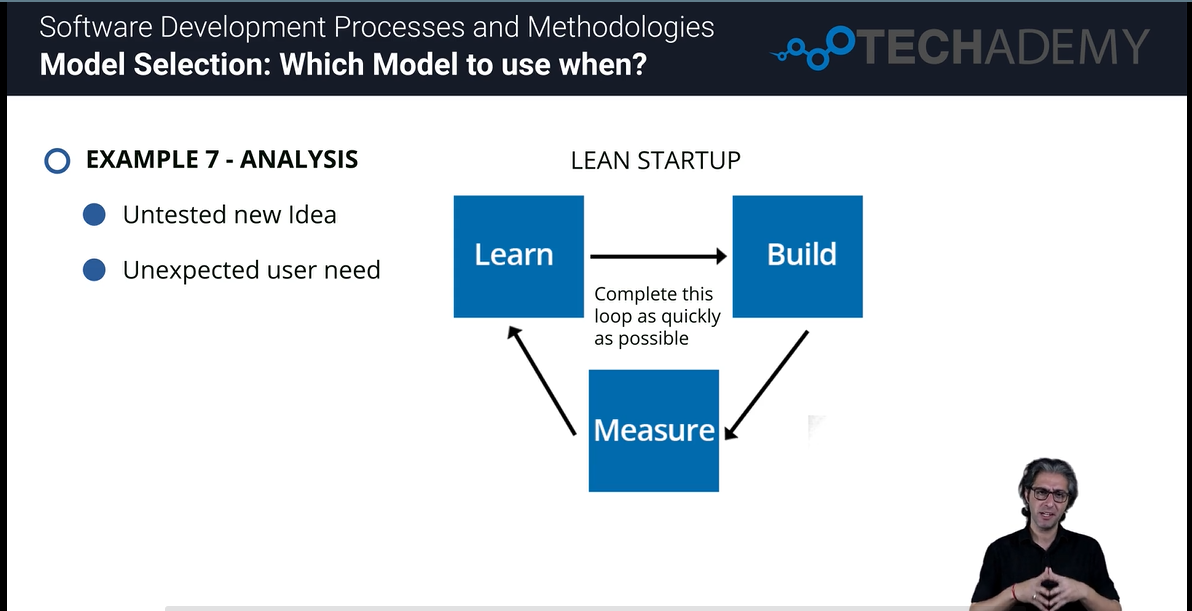 Software Development Processes and Methodologies
Model Selection: Which Model to use when?
TECHADEMY
EXAMPLE 7 - ANALYSIS
Untested new Idea
Unexpected user need
LEAN STARTUP
Learn
Build
Complete this
loop as quickly
as possible
Measure